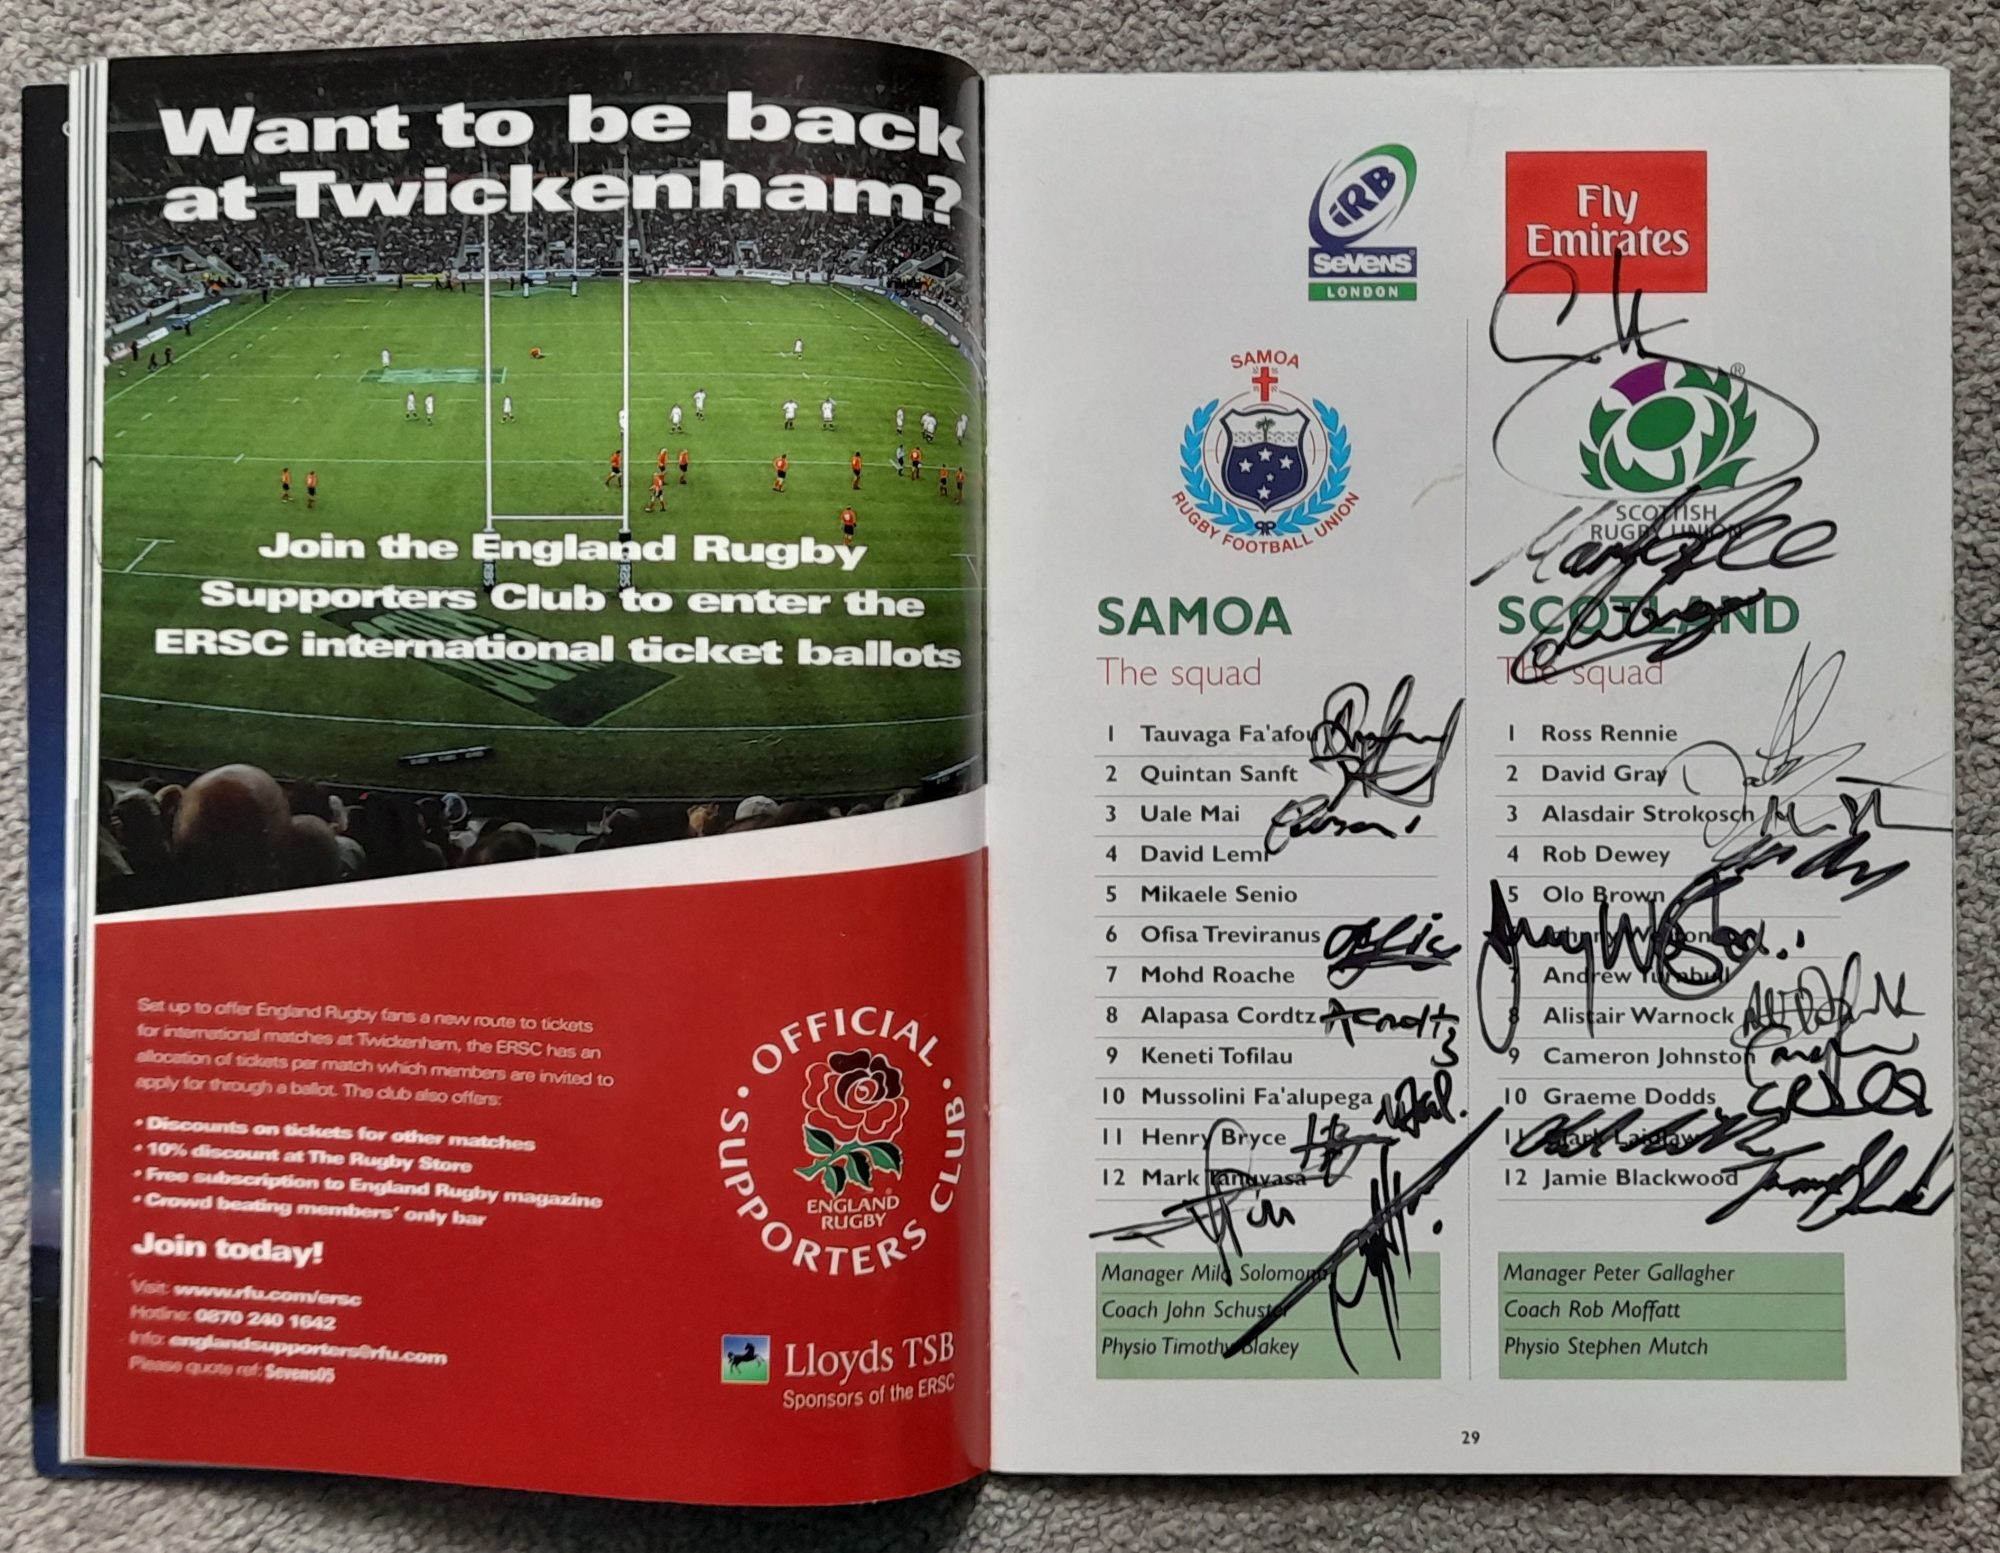 Want to be back
at Twickenham?
Join the England Rugby
Supporters Club to enter the
ERSC international ticket ballots
Set up to offer England Rugby fans a new route to tickets
for international matches at Twickenham, the ERSC has an
allocation of tickets per match which members are invited to
apply for through a ballot. The club also offers:
• Discounts on tickets for other matches
• 10% discount at The Rugby Store
• Free subscription to England Rugby magazine
• Crowd beating members' only bar
Join today!
Visit: www.rfu.com/ersc
Hotline: 0870 240 1642
Info: englandsupporters@rfu.com
Please quote ref: Sevens05
• OFFICIAL •
SUPPORTERS CLUB
ENGLAND
RUGBY
Lloyds TSB
Sponsors of the ERSC
iRB
SEVENS
LONDON
Fly
Emirates
SAMOA
RUGBY FOOTBALL UNION
SAMOA
The squad
1 Tauvaga Fa'afou
2 Quintan Sanft
3 Uale Mai
4 David Lemi
5 Mikaele Senio
6 Ofisa Treviranus
7 Mohd Roache
8 Alapasa Cordtz
9 Keneti Tofilau
10 Mussolini Fa'alupega
11 Henry Bryce
12 Mark Tanuvasa
Manager Milo Solomona
Coach John Schuster
Physio Timothy Blakey
®
SCOTTISH
RUGBY UNION
SCOTLAND
The squad
1 Ross Rennie
2 David Gray
3 Alasdair Strokosch
4 Rob Dewey
5 Olo Brown
7 Andrew Turnbull
8 Alistair Warnock
9 Cameron Johnston
10 Graeme Dodds
11 Mark Laidlaw
12 Jamie Blackwood
Manager Peter Gallagher
Coach Rob Moffatt
Physio Stephen Mutch
29